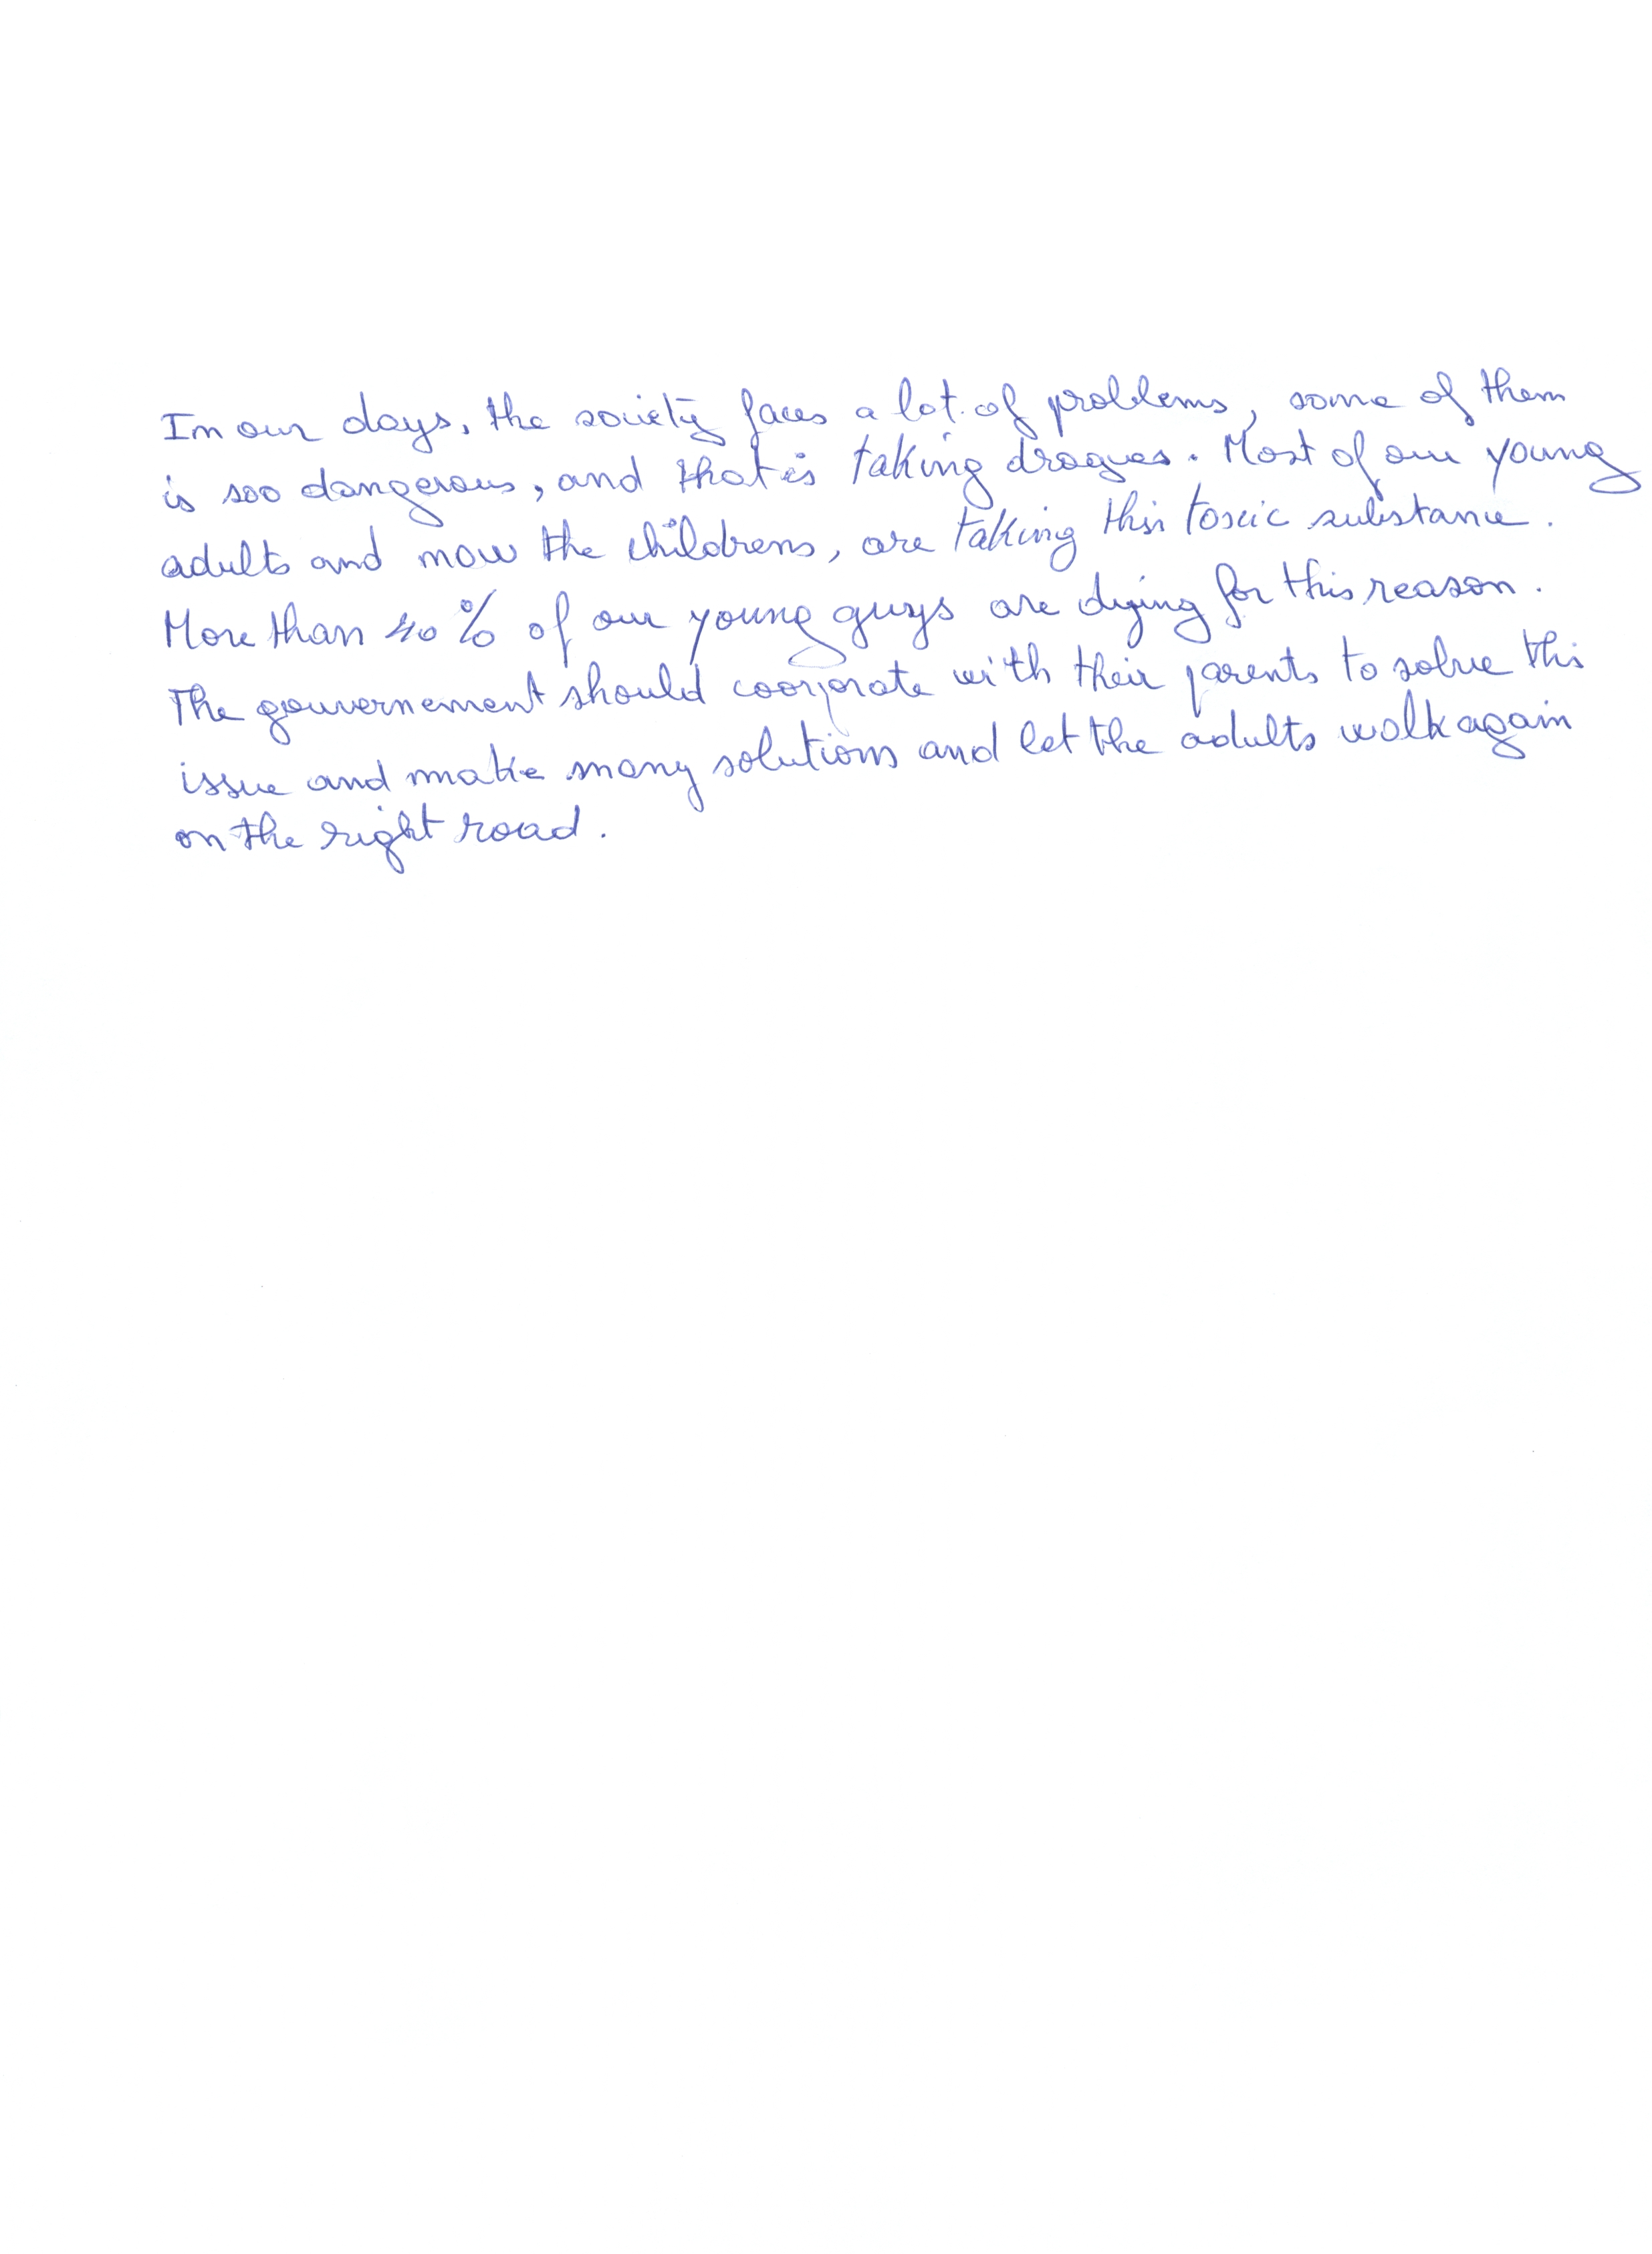 In our days, the society faces a lot of problems, some of them
is soo dangerous, and that is taking drogues. Most of our young
adults and now the childrens, are taking this toxic substance.
More than 40% of our young guys are dying for this reason.
The gouvernement should coorporate with their parents to solve this
issue and make many solutions and let the adults walk again
on the right road.